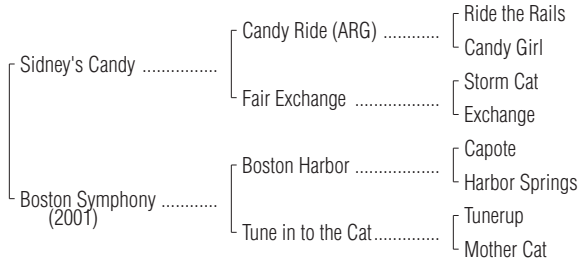 Ride the Rails
Candy Ride (ARG) ............
Candy Girl
Sidney's Candy ...............
Storm Cat
Fair Exchange .................
Exchange
Capote
Boston Harbor .................
Harbor Springs
Boston Symphony ...........
(2001)
Tunerup
Tune in to the Cat.............
Mother Cat